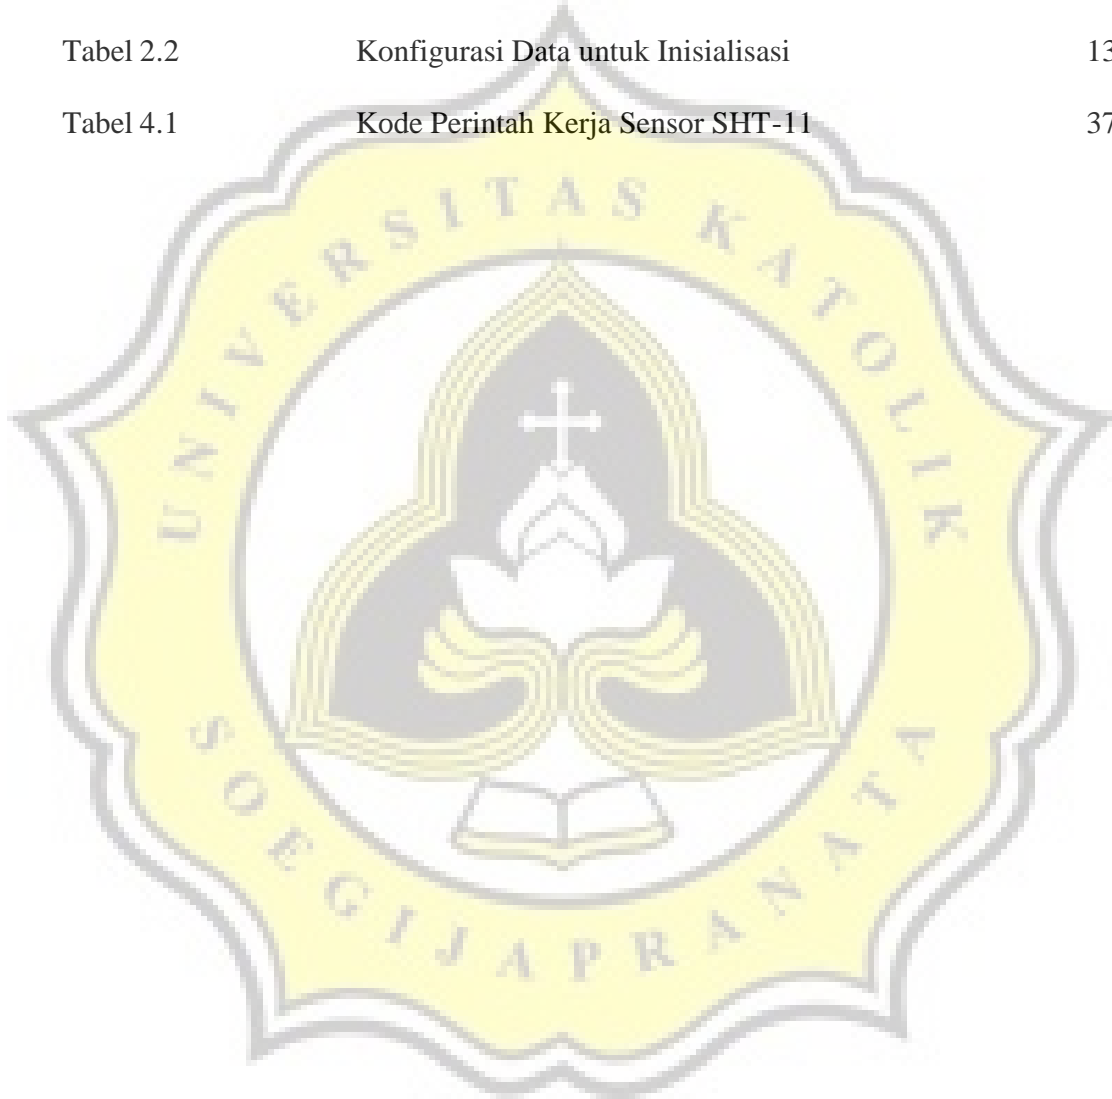 Tabel 2.2 Konfigurasi Data untuk Inisialisasi 13
Tabel 4.1 Kode Perintah Kerja Sensor SHT-11 37
UNIVERSITAS KATOLIK
SOEGIJAPRANATA